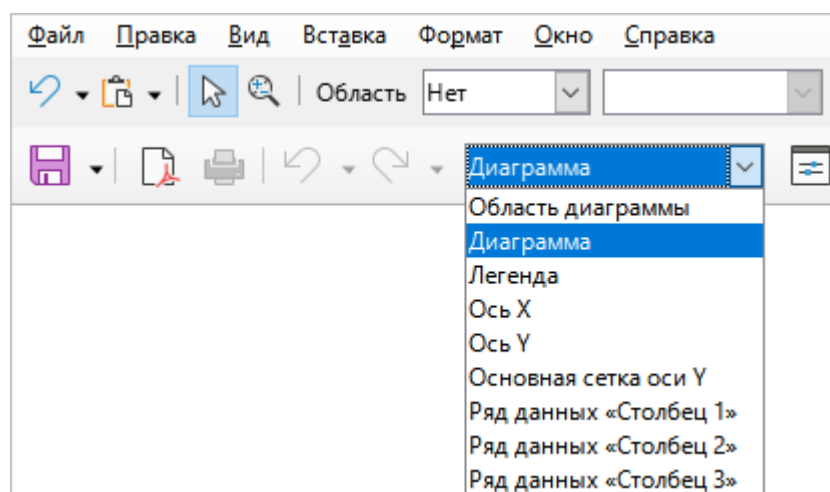 Файл Правка Вид Вставка Формат Окно Справка
Область Нет
Диаграмма
Область диаграммы
Диаграмма
Легенда
Ось X
Ось Y
Основная сетка оси Y
Ряд данных «Столбец 1»
Ряд данных «Столбец 2»
Ряд данных «Столбец 3»